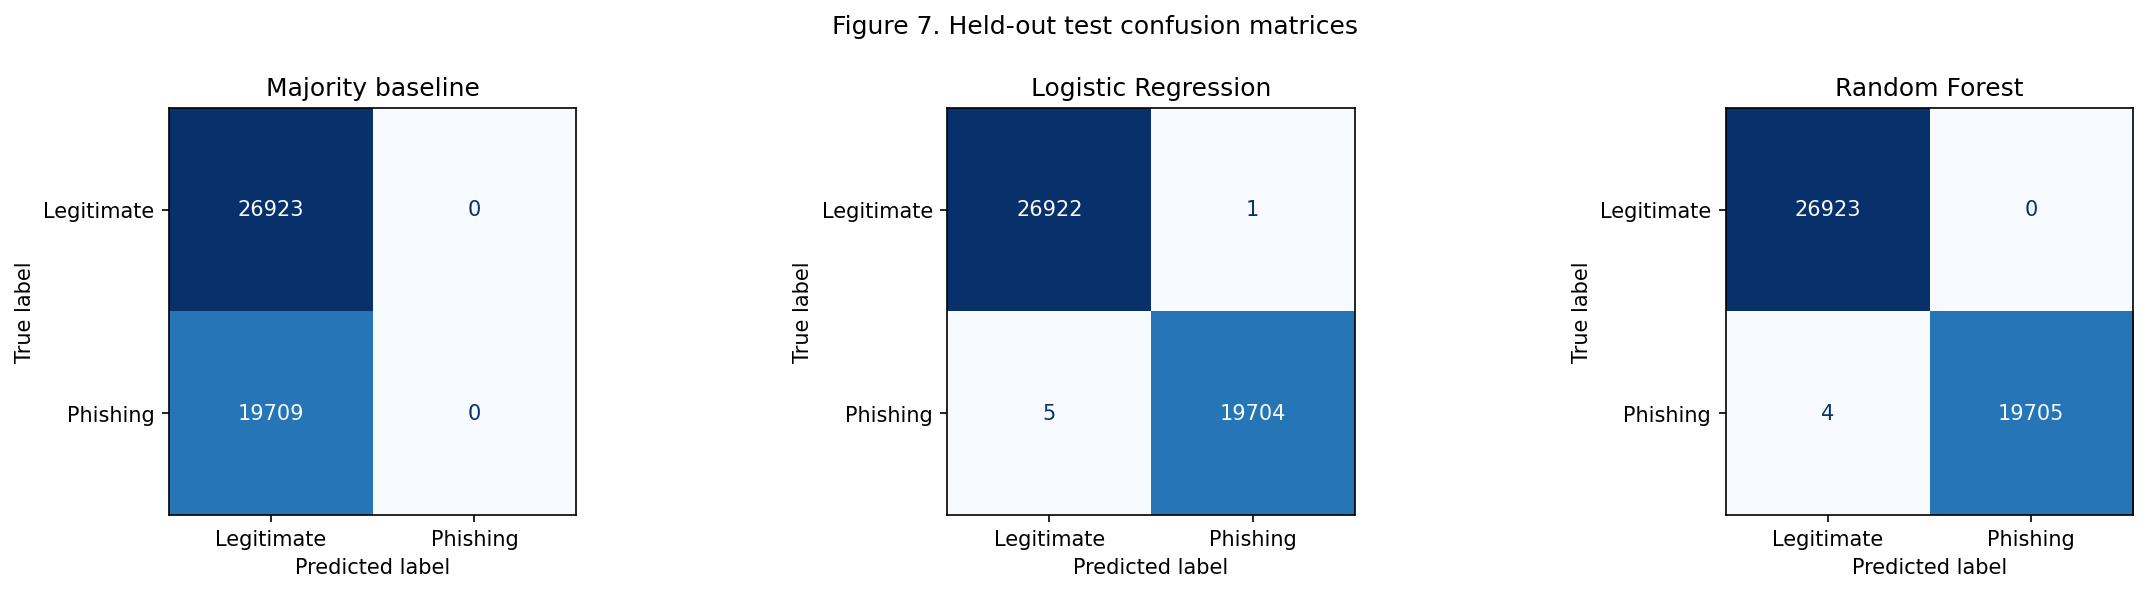 Figure 7. Held-out test confusion matrices
Majority baseline
True label
Legitimate
26923
0
Phishing
19709
0
Legitimate
Phishing
Predicted label
Logistic Regression
True label
Legitimate
26922
1
Phishing
5
19704
Legitimate
Phishing
Predicted label
Random Forest
True label
Legitimate
26923
0
Phishing
4
19705
Legitimate
Phishing
Predicted label